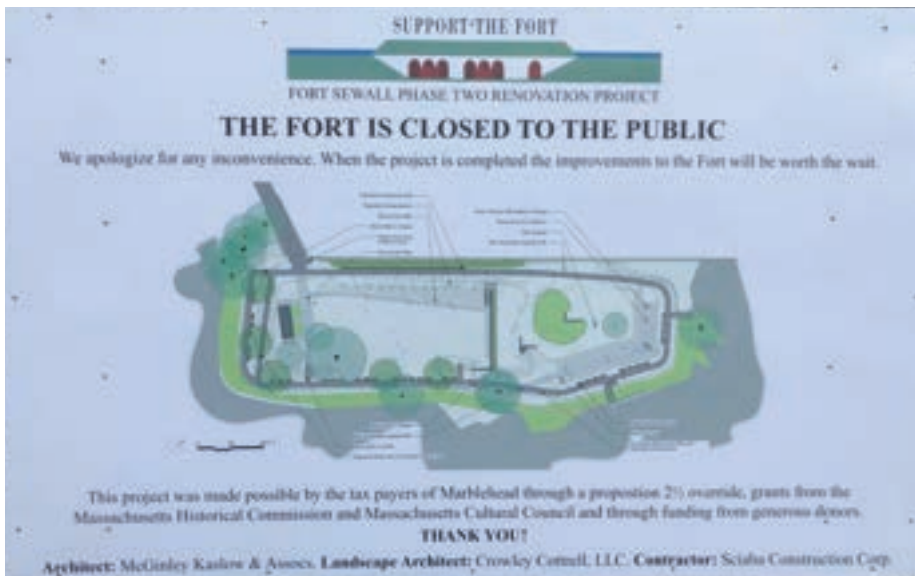 SUPPORT THE FORT
FORT SEWALL PHASE TWO RENOVATION PROJECT
THE FORT IS CLOSED TO THE PUBLIC
We apologize for any inconvenience. When the project is completed the improvements to the Fort will be worth the wait.
This project was made possible by the tax payers of Marblehead through a propostion 2½ override, grants from the
Massachusetts Historical Commission and Massachusetts Cultural Council and through funding from generous donors.
THANK YOU!
Architect: McGinley Kaslow & Assocs. Landscape Architect: Crowley Cottrell, LLC. Contractor: Sciaba Construction Corp.